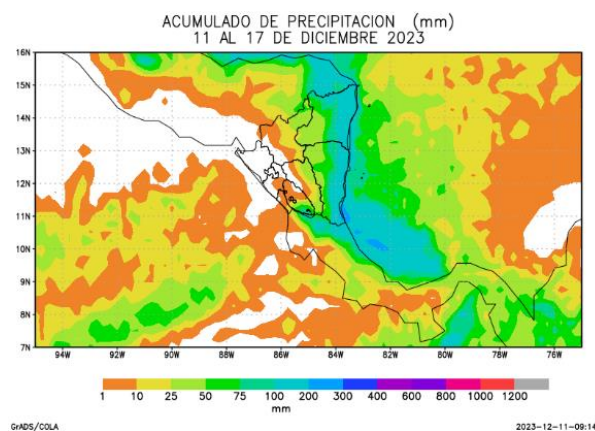 ACUMULADO DE PRECIPITACION (mm)
11 AL 17 DE DICIEMBRE 2023
16N
15N
14N
13N
12N
11N
10N
9N
8N
7N
94W 92W 90W 88W 86W 84W 82W 80W 78W 76W
1 10 25 50 75 100 200 300 400 600 800 1000 1200
mm
GrADS/COLA 2023-12-11-09:14